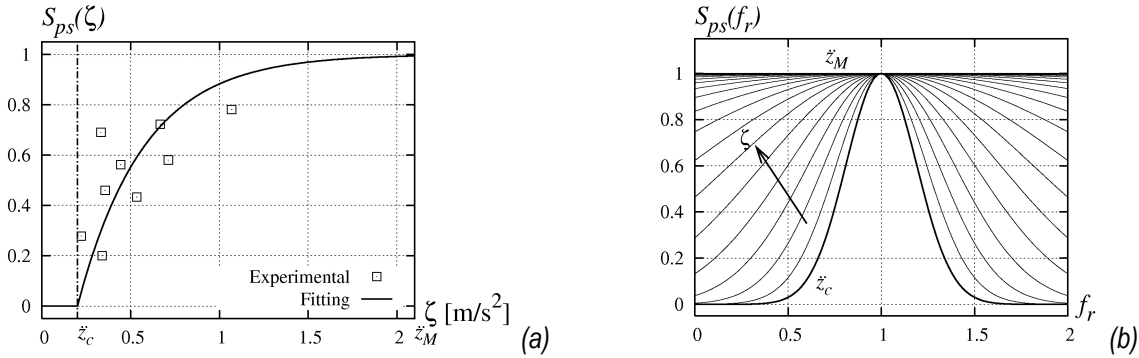 S_ps(ζ)
1
0.8
0.6
0.4
0.2
0
Experimental
Fitting
0 z̈_c 0.5 1 1.5 z̈_M 2 ζ [m/s²]
(a)
S_ps(f_r)
z̈_M
1
0.8
ζ
0.6
0.4
0.2
z̈_c
0
0 0.5 1 1.5 2 f_r
(b)